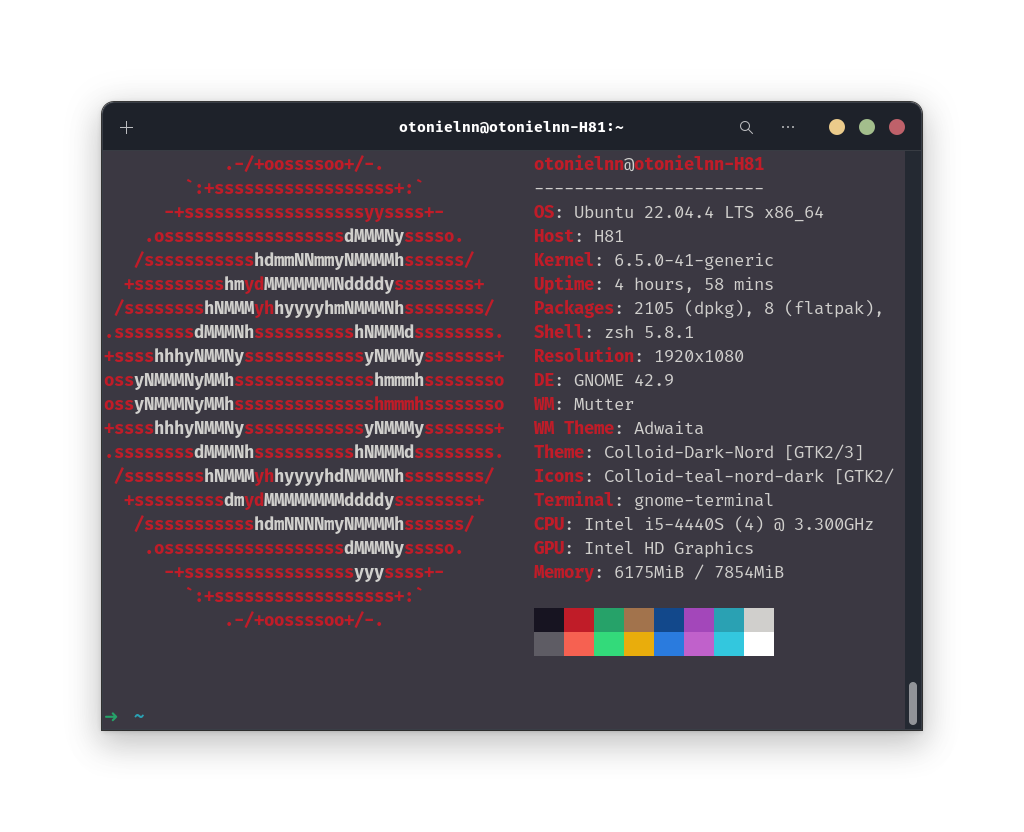 otonielnn@otonielnn-H81:~
.-/+oossssoo+/-.
`:+ssssssssssssssssss+:`
-+ssssssssssssssssssyyssss+-
.ossssssssssssssssssdMMMNysssso.
/ssssssssssshdmmNNmmyNMMMMhssssss/
+ssssssssshmydMMMMMMMNddddyssssssss+
/sssssssshNMMMyhhyyyyhmNMMMNhssssssss/
.ssssssssdMMMNhsssssssssshNMMMdssssssss.
+sssshhhyNMMNyssssssssssssyNMMMysssssss+
ossyNMMMNyMMhsssssssssssssshmmmhssssssso
ossyNMMMNyMMhsssssssssssssshmmmhssssssso
+sssshhhyNMMNyssssssssssssyNMMMysssssss+
.ssssssssdMMMNhsssssssssshNMMMdssssssss.
/sssssssshNMMMyhhyyyyhdNMMMNhssssssss/
+sssssssssdmydMMMMMMMMddddyssssssss+
/ssssssssssshdmNNNNmyNMMMMhssssss/
.ossssssssssssssssssdMMMNysssso.
-+sssssssssssssssssyyyssss+-
`:+ssssssssssssssssss+:`
.-/+oossssoo+/-.
otonielnn@otonielnn-H81
-----------------------
OS: Ubuntu 22.04.4 LTS x86_64
Host: H81
Kernel: 6.5.0-41-generic
Uptime: 4 hours, 58 mins
Packages: 2105 (dpkg), 8 (flatpak),
Shell: zsh 5.8.1
Resolution: 1920x1080
DE: GNOME 42.9
WM: Mutter
WM Theme: Adwaita
Theme: Colloid-Dark-Nord [GTK2/3]
Icons: Colloid-teal-nord-dark [GTK2/
Terminal: gnome-terminal
CPU: Intel i5-4440S (4) @ 3.300GHz
GPU: Intel HD Graphics
Memory: 6175MiB / 7854MiB
➜ ~